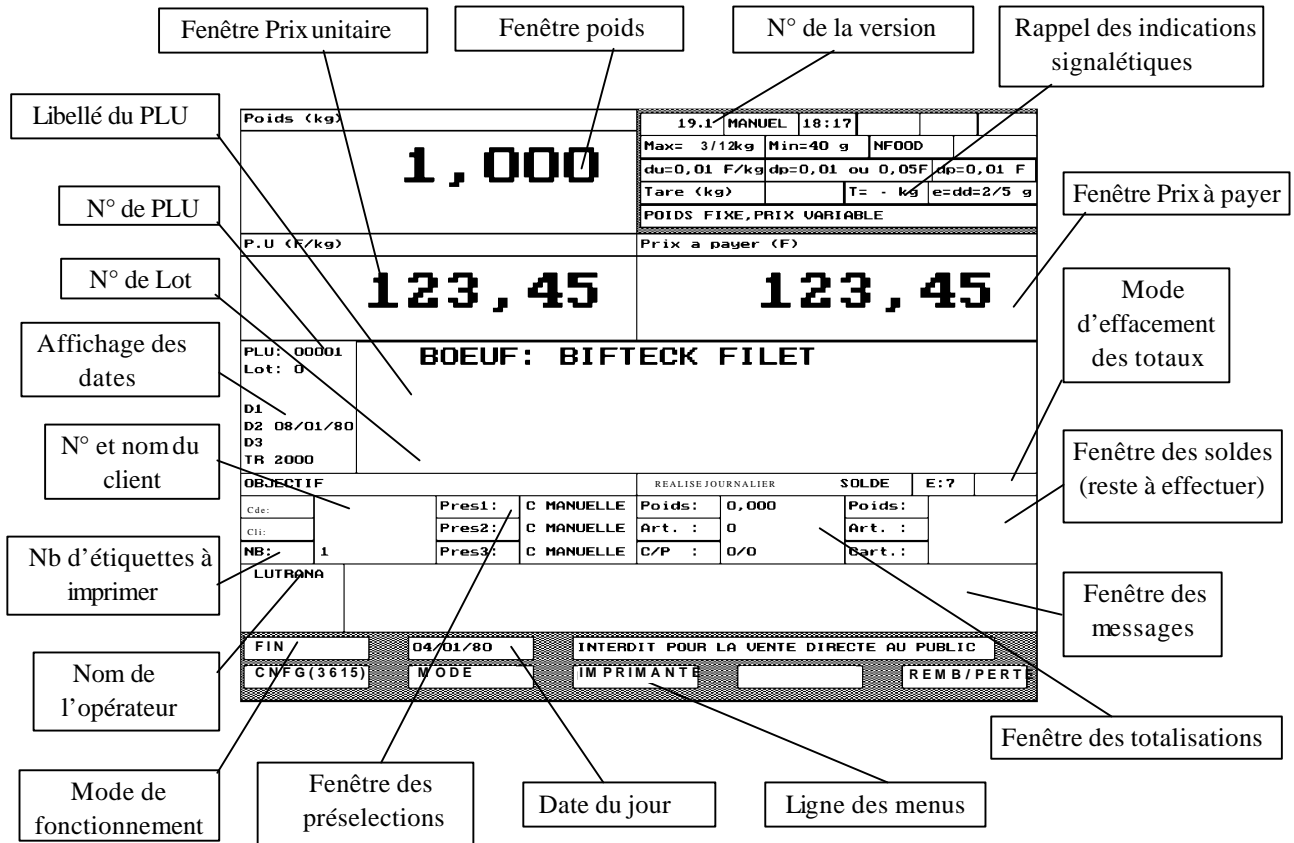 Fenêtre Prix unitaire
Fenêtre poids
N° de la version
Rappel des indications
signalétiques
Libellé du PLU
N° de PLU
N° de Lot
Affichage des
dates
N° et nom du
client
Nb d'étiquettes à
imprimer
Nom de
l'opérateur
Mode de
fonctionnement
Poids (kg)
1,000
19.1 MANUEL 18:17
Max= 3/12kg Min=40 g NFOOD
du=0,01 F/kg dp=0,01 ou 0,05F dp=0,01 F
Tare (kg) T= - kg e=dd=2/5 g
POIDS FIXE,PRIX VARIABLE
P.U (F/kg)
123,45
Prix a payer (F)
123,45
PLU: 00001
Lot: 0
BOEUF: BIFTECK FILET
D1
D2 08/01/80
D3
TR 2000
OBJECTIF REALISE JOURNALIER SOLDE E:7
Cde: Pres1: C MANUELLE Poids: 0,000 Poids:
Cli: Pres2: C MANUELLE Art. : 0 Art. :
NB: 1 Pres3: C MANUELLE C/P : 0/0 Cart.:
LUTRANA
FIN 04/01/80 INTERDIT POUR LA VENTE DIRECTE AU PUBLIC
CNFG(3615) MODE IMPRIMANTE REMB/PERTE
Fenêtre Prix à payer
Mode
d'effacement
des totaux
Fenêtre des soldes
(reste à effectuer)
Fenêtre des
messages
Fenêtre des totalisations
Fenêtre des
préselections
Date du jour
Ligne des menus